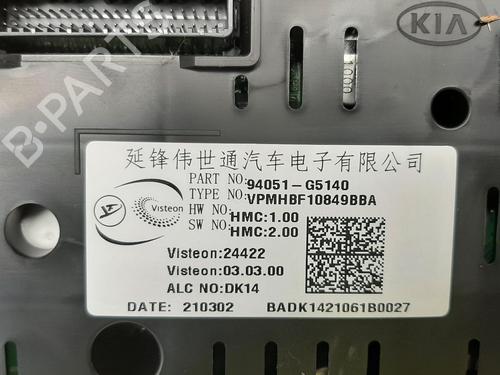 KIA
B-PARTS
延锋伟世通汽车电子有限公司
PART NO: 94051-G5140
TYPE NO: VPMHBF10849BBA
HW NO: HMC:1.00
SW NO: HMC:2.00
Visteon
Visteon:24422
Visteon:03.03.00
ALC NO:DK14
DATE: 210302 BADK1421061B0027